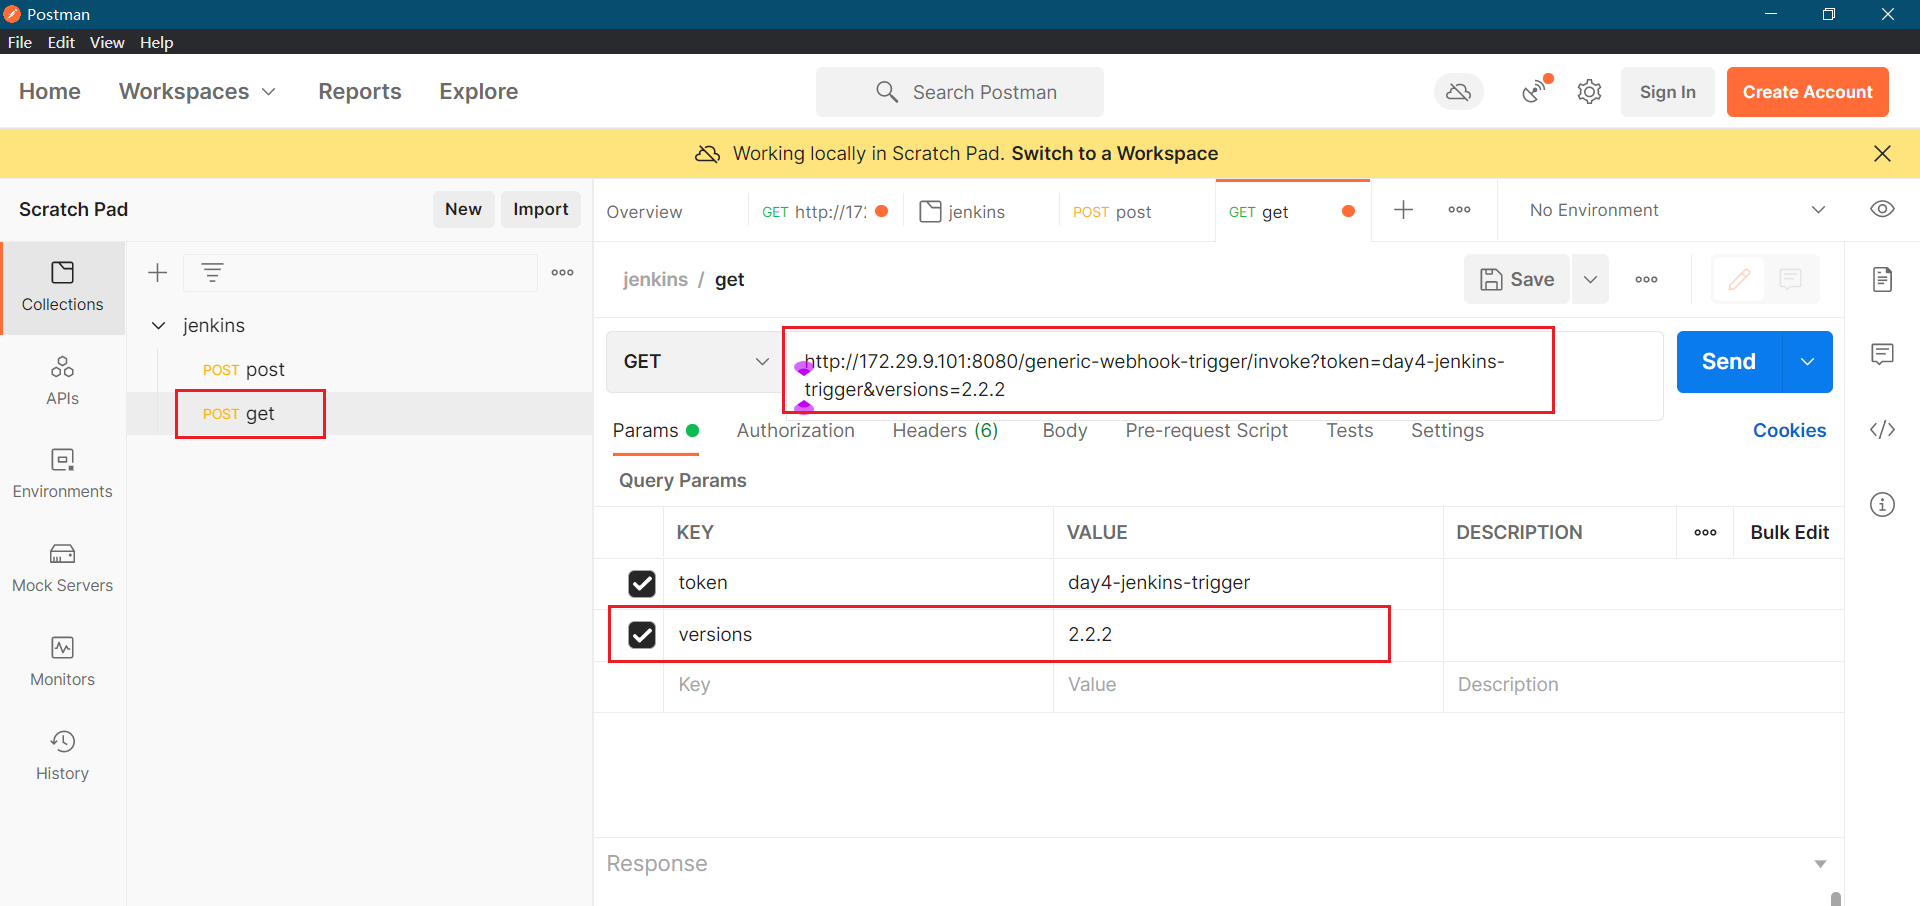 Postman
File Edit View Help
Home Workspaces Reports Explore Search Postman Sign In Create Account
Working locally in Scratch Pad. Switch to a Workspace
Scratch Pad New Import Overview GET http://17: jenkins POST post GET get No Environment
Collections
jenkins
POST post
POST get
APIs
Environments
Mock Servers
Monitors
History
jenkins / get Save
GET http://172.29.9.101:8080/generic-webhook-trigger/invoke?token=day4-jenkins-
trigger&versions=2.2.2
Send
Params Authorization Headers (6) Body Pre-request Script Tests Settings Cookies
Query Params
KEY VALUE DESCRIPTION Bulk Edit
token day4-jenkins-trigger
versions 2.2.2
Key Value Description
Response